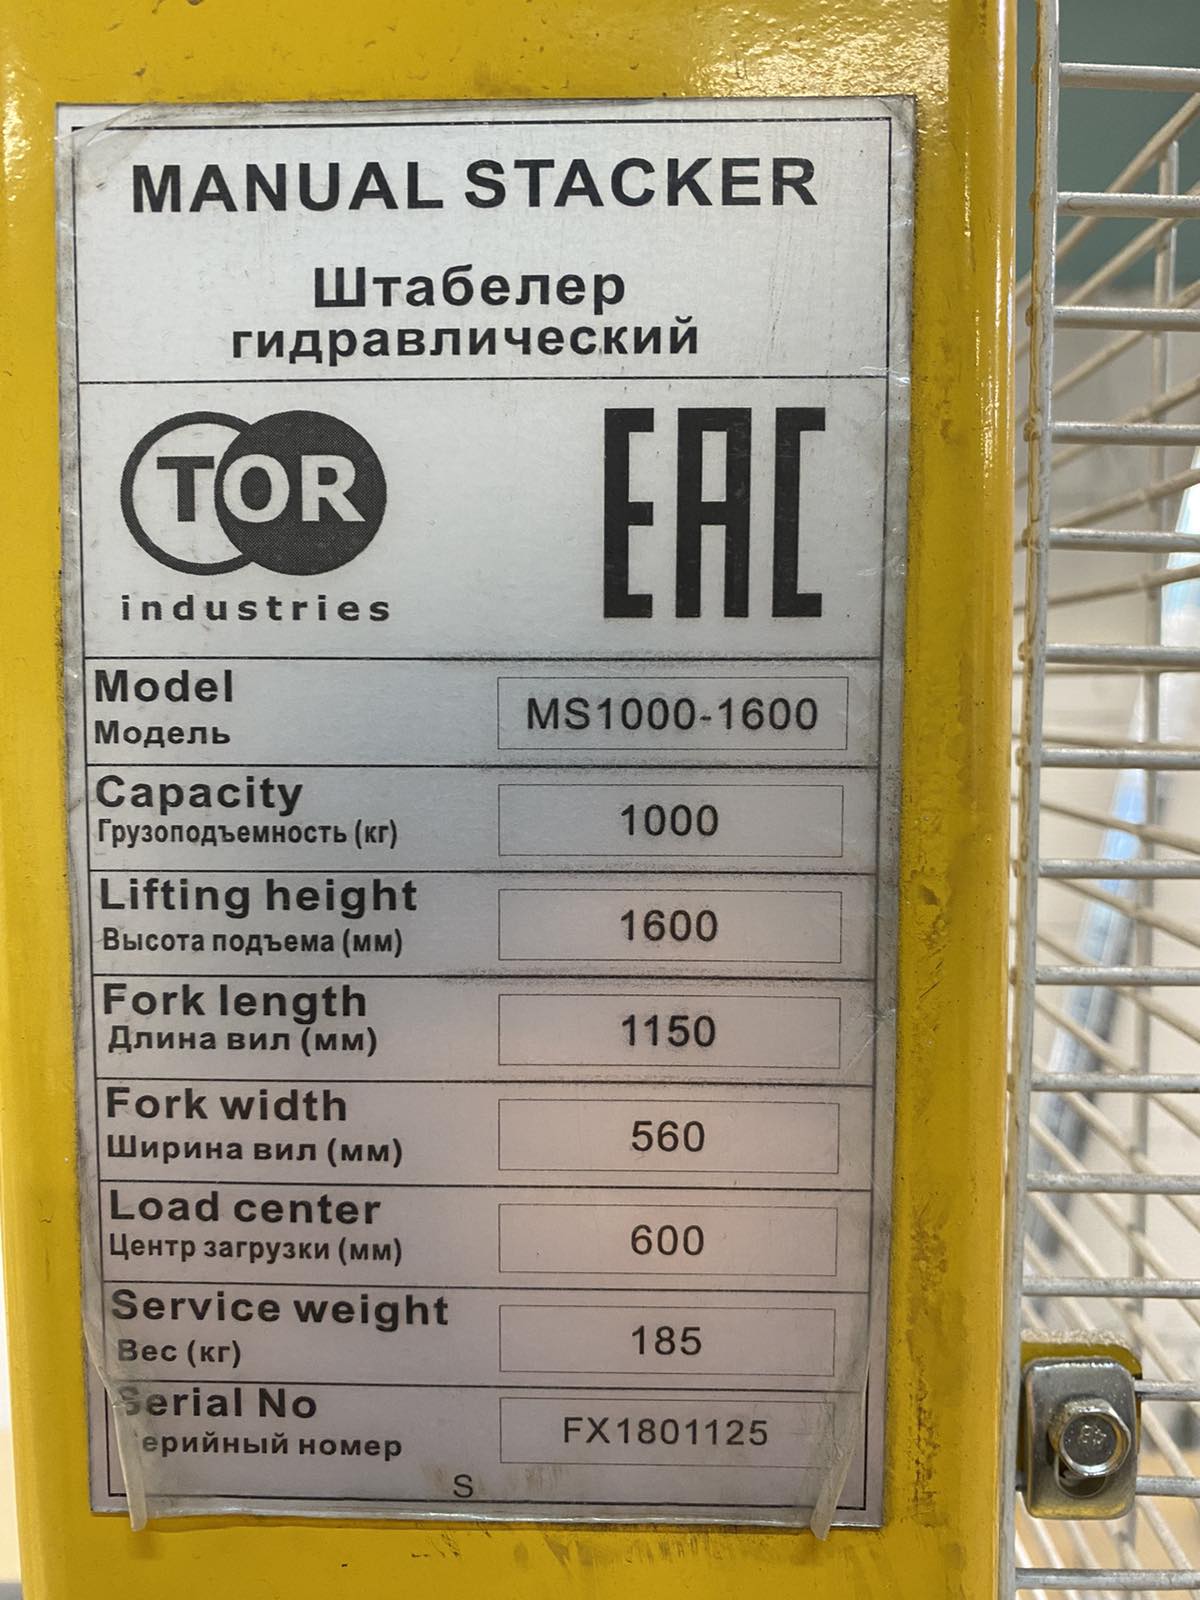 MANUAL STACKER
Штабелер
гидравлический
TOR
industries
EAC
Model
Модель
MS1000-1600
Capacity
Грузоподъемность (кг)
1000
Lifting height
Высота подъема (мм)
1600
Fork length
Длина вил (мм)
1150
Fork width
Ширина вил (мм)
560
Load center
Центр загрузки (мм)
600
Service weight
Вес (кг)
185
Serial No
ерийный номер
FX1801125
S